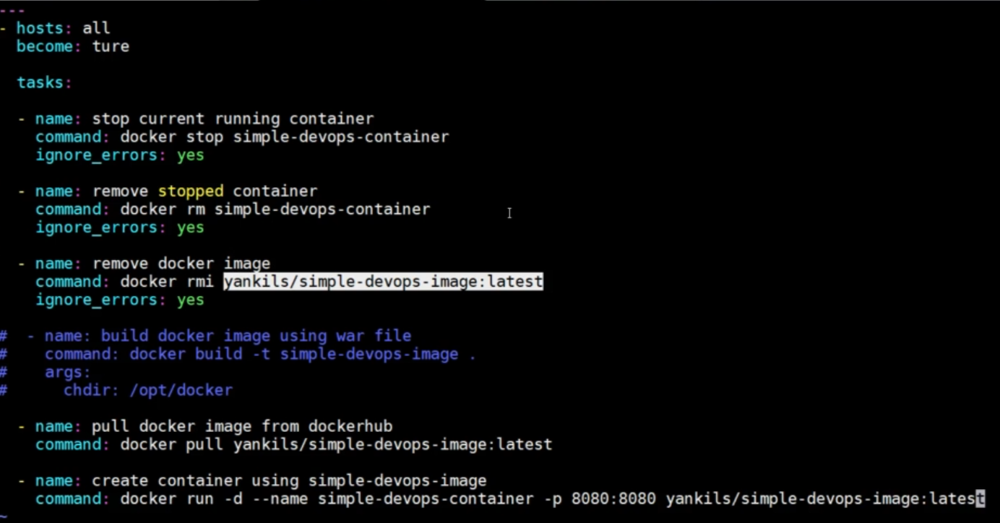 ---
- hosts: all
  become: ture

  tasks:

  - name: stop current running container
    command: docker stop simple-devops-container
    ignore_errors: yes

  - name: remove stopped container
    command: docker rm simple-devops-container
    ignore_errors: yes

  - name: remove docker image
    command: docker rmi yankils/simple-devops-image:latest
    ignore_errors: yes

#  - name: build docker image using war file
#    command: docker build -t simple-devops-image .
#    args:
#      chdir: /opt/docker

  - name: pull docker image from dockerhub
    command: docker pull yankils/simple-devops-image:latest

  - name: create container using simple-devops-image
    command: docker run -d --name simple-devops-container -p 8080:8080 yankils/simple-devops-image:latest
~